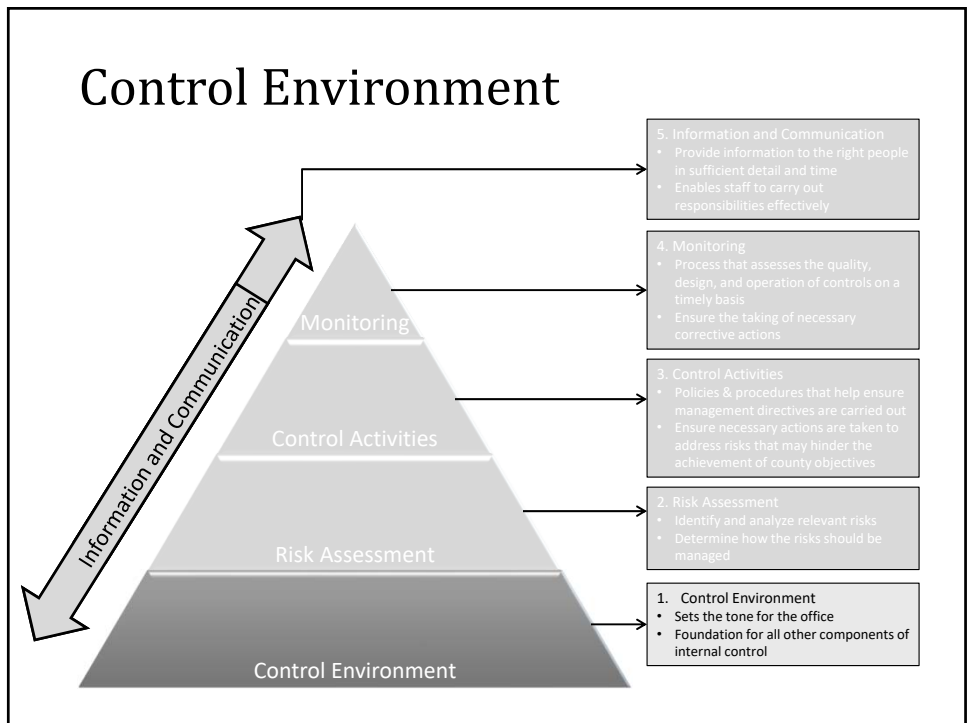 Control Environment
5. Information and Communication
• Provide information to the right people
in sufficient detail and time
• Enables staff to carry out
responsibilities effectively
4. Monitoring
• Process that assesses the quality,
design, and operation of controls on a
timely basis
• Ensure the taking of necessary
corrective actions
3. Control Activities
• Policies & procedures that help ensure
management directives are carried out
• Ensure necessary actions are taken to
address risks that may hinder the
achievement of county objectives
2. Risk Assessment
• Identify and analyze relevant risks
• Determine how the risks should be
managed
1. Control Environment
• Sets the tone for the office
• Foundation for all other components of
internal control
Information and Communication
Monitoring
Control Activities
Risk Assessment
Control Environment